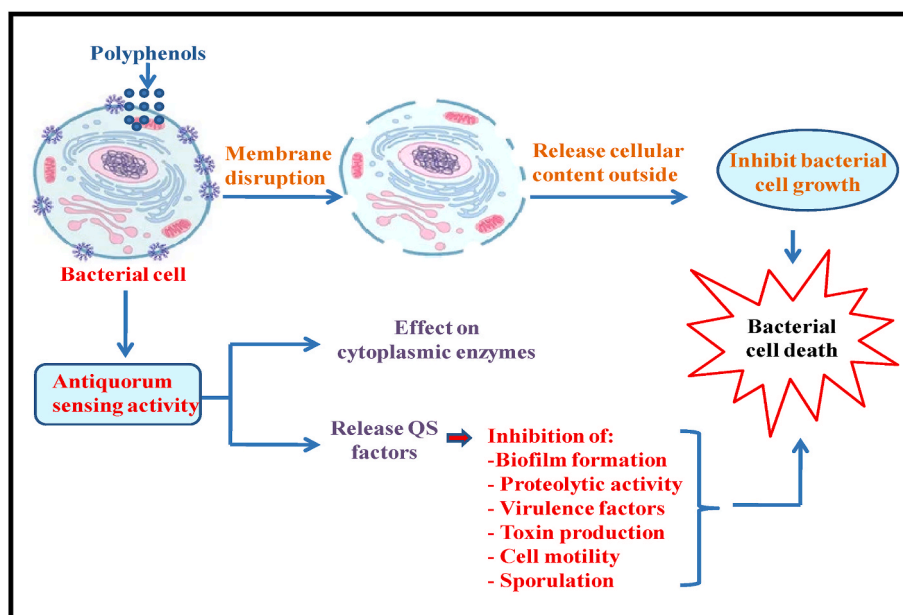 Polyphenols
Membrane
disruption
Release cellular
content outside
Inhibit bacterial
cell growth
Bacterial cell
Bacterial
cell death
Effect on
cytoplasmic enzymes
Antiquorum
sensing activity
Release QS
factors
Inhibition of:
-Biofilm formation
- Proteolytic activity
- Virulence factors
- Toxin production
- Cell motility
- Sporulation